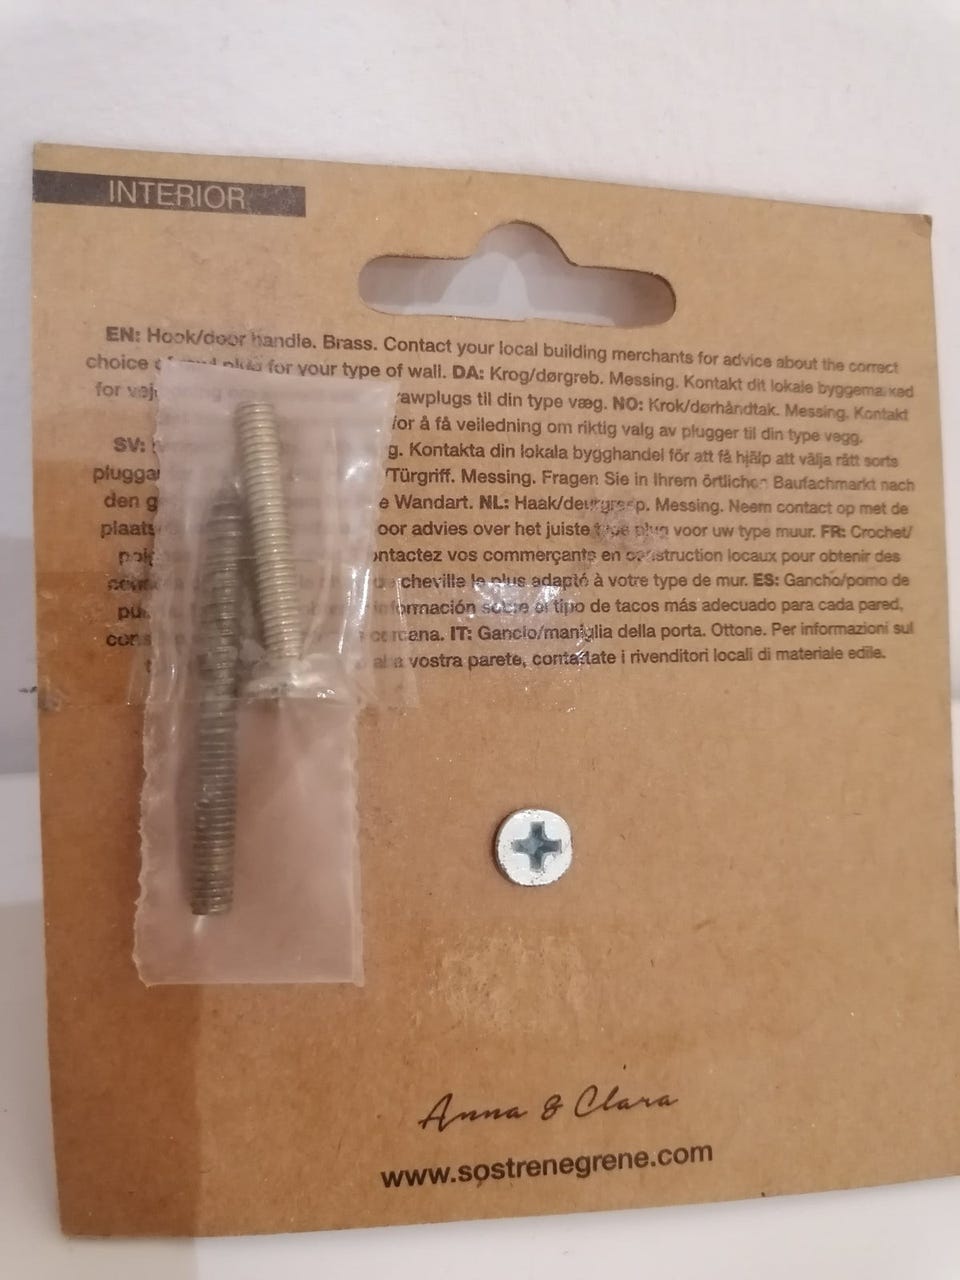 INTERIOR
EN: Hook/door handle. Brass. Contact your local building merchants for advice about the correct
choice for your type of wall. DA: Krog/dørgreb. Messing. Kontakt dit lokale
for rawplugs til din type væg. NO: Krok/dørhåndtak. Messing. Kontakt
for å få veiledning om riktig valg av plugger til din type vegg.
SV: Kontakta din lokala bygghandel för att få hjälp att välja rätt sorts
/Türgriff. Messing. Fragen Sie in Ihrem örtlichen Baufachmarkt nach
den Wandart. NL: Haak/deurgreep. Messing. Neem contact op met de
advies over het juiste type plug voor uw type muur. FR: Crochet/
contactez vos commerçants en construction locaux pour obtenir des
cheville le plus adapté à votre type de mur. ES: Gancho/pomo de
información sobre el tipo de tacos más adecuado para cada pared,
cercana. IT: Gancio/maniglia della porta. Ottone. Per informazioni sul
vostra parete, contattate i rivenditori locali di materiale edile.
Anna & Clara
www.sostrenegrene.com